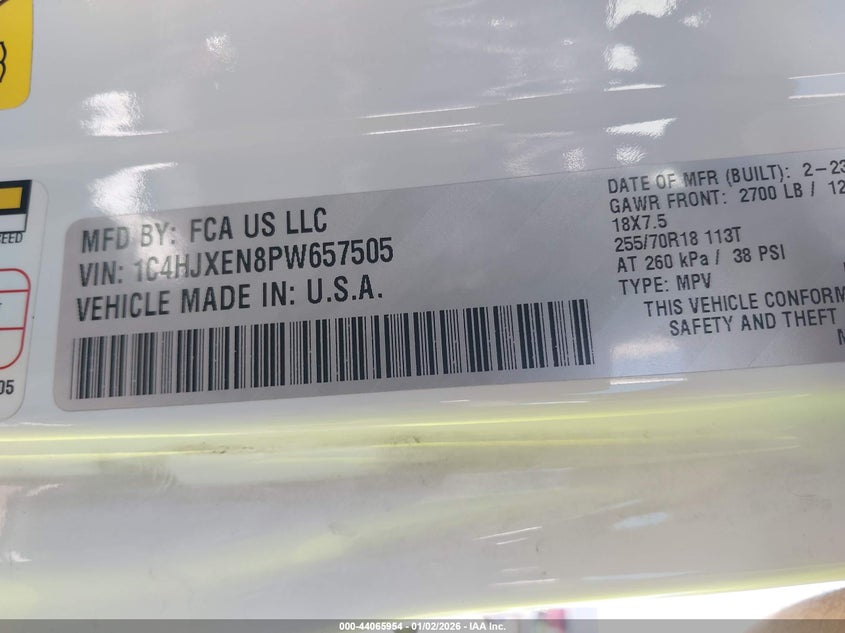 EED
05
MFD BY: FCA US LLC
VIN: 1C4HJXEN8PW657505
VEHICLE MADE IN: U.S.A.
DATE OF MFR (BUILT): 2-23
GAWR FRONT: 2700 LB / 12
18X7.5
255/70R18 113T
AT 260 kPa / 38 PSI
TYPE: MPV
THIS VEHICLE CONFORM
SAFETY AND THEFT
000-44065954 - 01/02/2026 - IAA Inc.